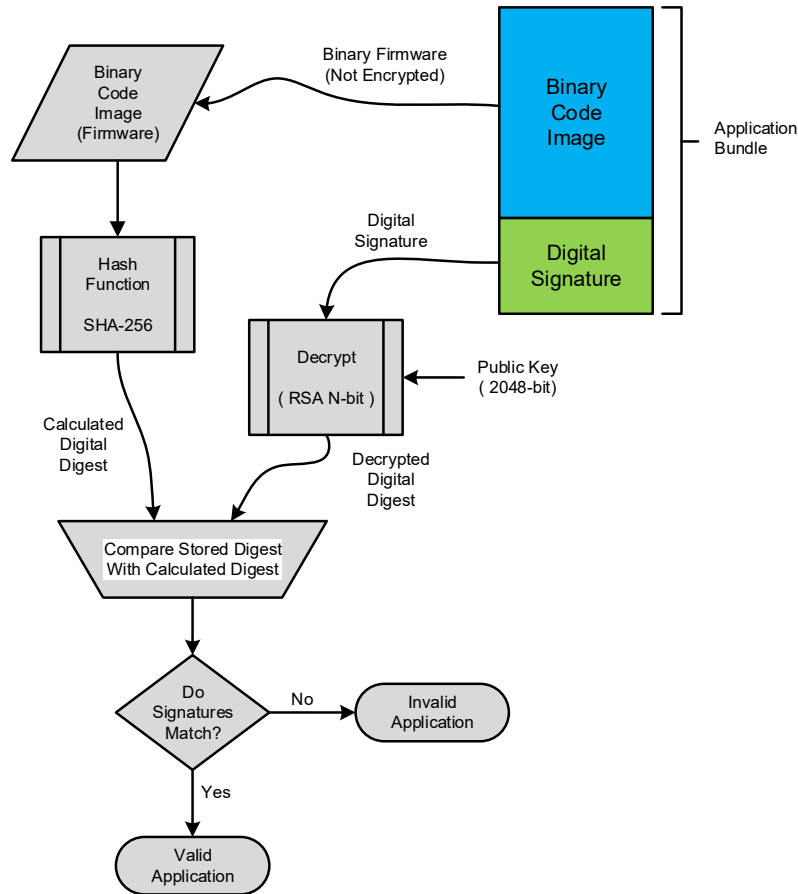 Binary
Code
Image
(Firmware)
Binary Firmware
(Not Encrypted)
Binary
Code
Image
Application
Bundle
Digital
Signature
Digital
Signature
Hash
Function
SHA-256
Decrypt
( RSA N-bit )
Public Key
( 2048-bit)
Calculated
Digital
Digest
Decrypted
Digital
Digest
Compare Stored Digest
With Calculated Digest
Do
Signatures
Match?
No
Invalid
Application
Yes
Valid
Application